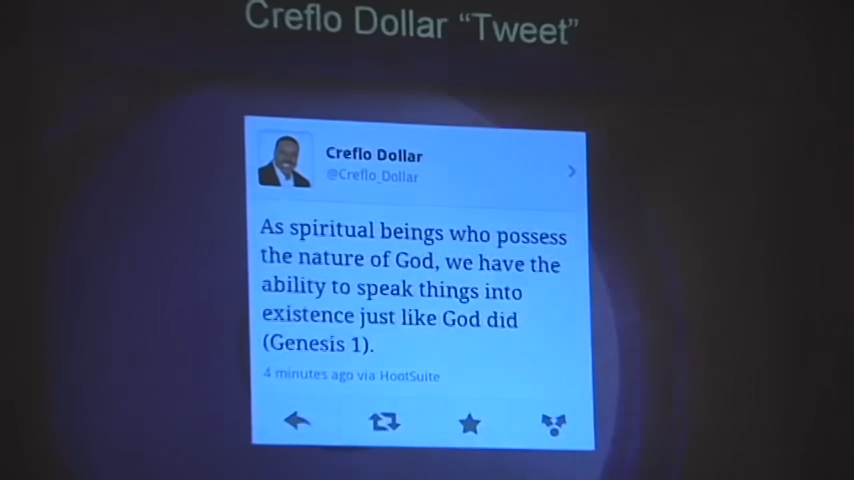 Creflo Dollar “Tweet”
Creflo Dollar
@Creflo_Dollar
As spiritual beings who possess
the nature of God, we have the
ability to speak things into
existence just like God did
(Genesis 1).
4 minutes ago via HootSuite